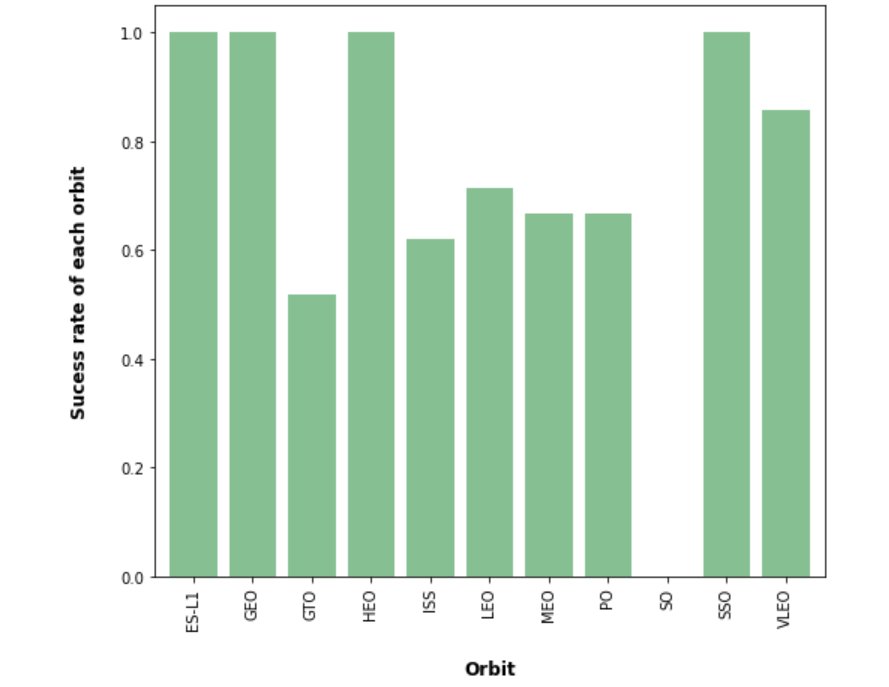 Sucess rate of each orbit
1.0
0.8
0.6
0.4
0.2
0.0
ES-L1
GEO
GTO
HEO
ISS
LEO
MEO
PO
SO
SSO
VLEO
Orbit